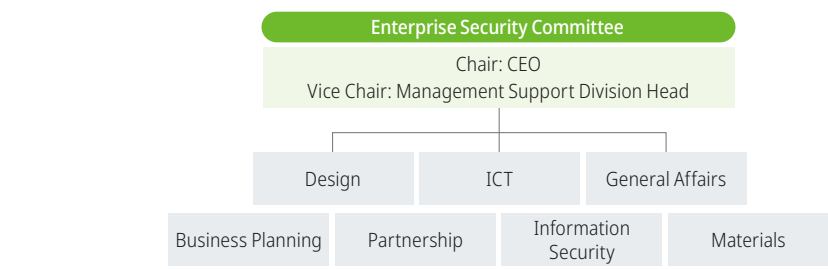 Enterprise Security Committee
Chair: CEO
Vice Chair: Management Support Division Head
Design
ICT
General Affairs
Business Planning
Partnership
Information
Security
Materials